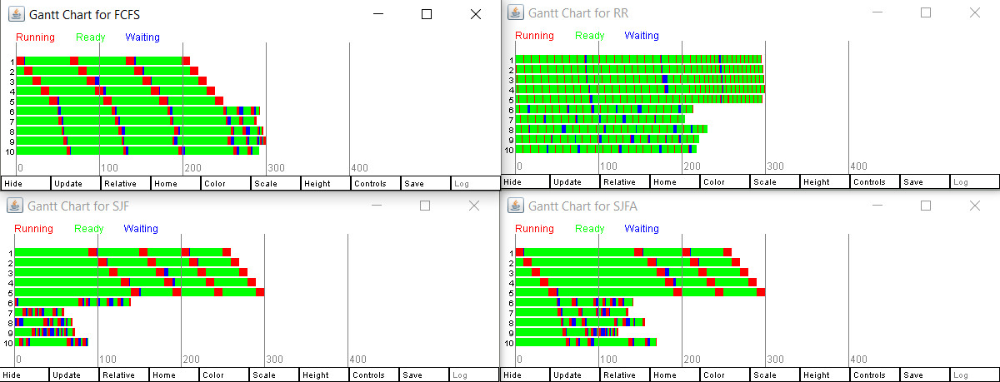 Gantt Chart for FCFS
Running Ready Waiting
1
2
3
4
5
6
7
8
9
10
0 100 200 300 400
Hide Update Relative Home Color Scale Height Controls Save Log
Gantt Chart for RR
Running Ready Waiting
1
2
3
4
5
6
7
8
9
10
0 100 200 300 400
Hide Update Relative Home Color Scale Height Controls Save Log
Gantt Chart for SJF
Running Ready Waiting
1
2
3
4
5
6
7
8
9
10
0 100 200 300 400
Hide Update Relative Home Color Scale Height Controls Save Log
Gantt Chart for SJFA
Running Ready Waiting
1
2
3
4
5
6
7
8
9
10
0 100 200 300 400
Hide Update Relative Home Color Scale Height Controls Save Log